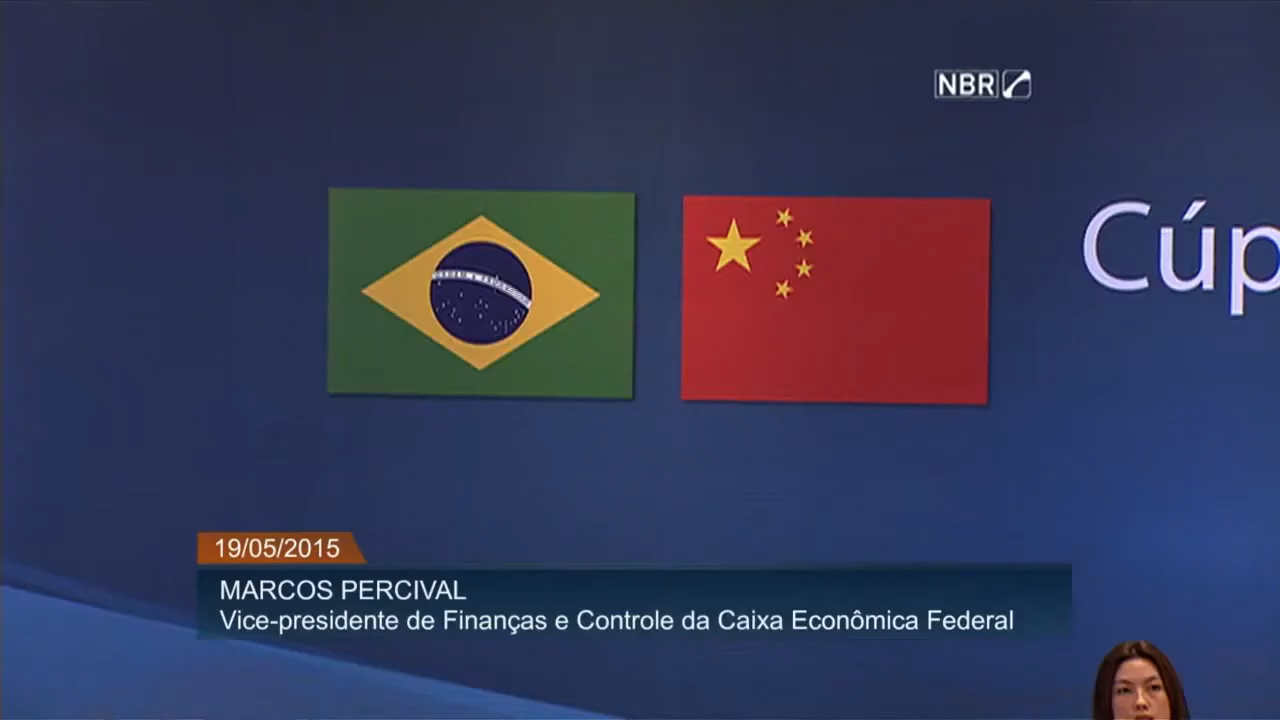 NBR
Cúp
19/05/2015
MARCOS PERCIVAL
Vice-presidente de Finanças e Controle da Caixa Econômica Federal